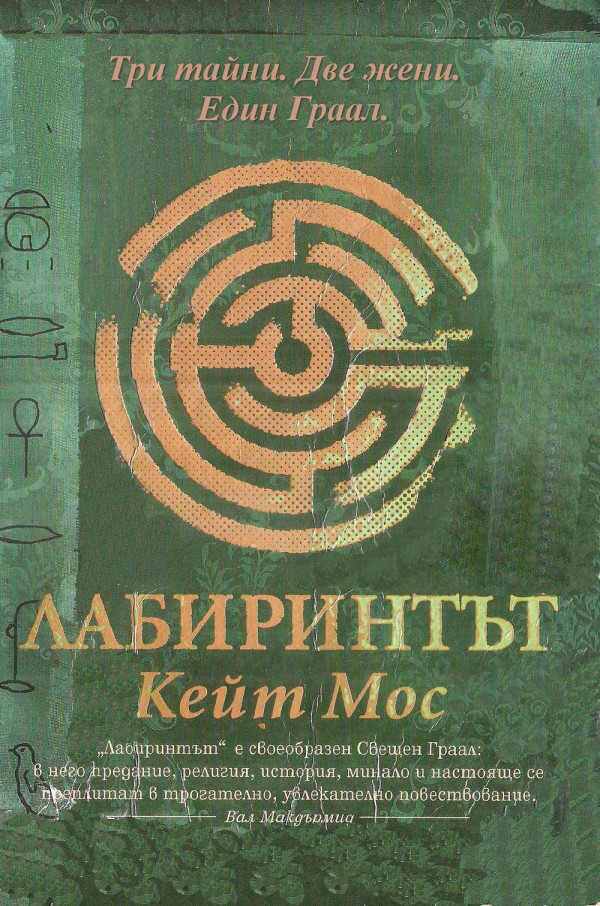 Три тайни. Две жени.
Един Граал.
ЛАБИРИНТЪТ
Кейт Мос
„Лабиринтът“ е своеобразен Свещен Граал:
в него предание, религия, история, минало и настояще се
преплитат в трогателно, увлекателно повествование.
Вал Макдърмид